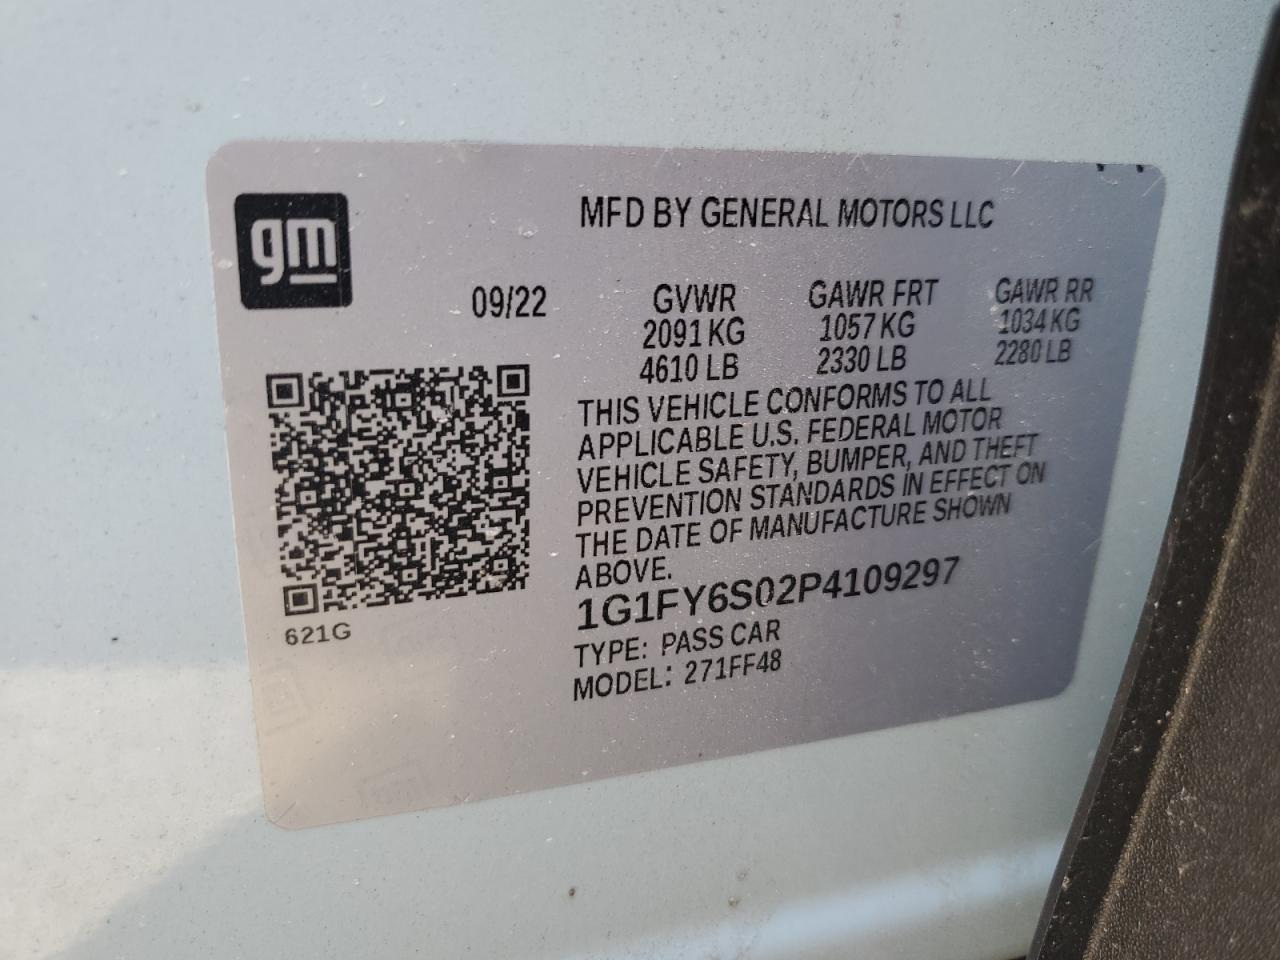 gm
MFD BY GENERAL MOTORS LLC
09/22 GVWR GAWR FRT GAWR RR
2091 KG 1057 KG 1034 KG
4610 LB 2330 LB 2280 LB
THIS VEHICLE CONFORMS TO ALL
APPLICABLE U.S. FEDERAL MOTOR
VEHICLE SAFETY, BUMPER, AND THEFT
PREVENTION STANDARDS IN EFFECT ON
THE DATE OF MANUFACTURE SHOWN
ABOVE.
1G1FY6S02P4109297
621G
TYPE: PASS CAR
MODEL: 271FF48